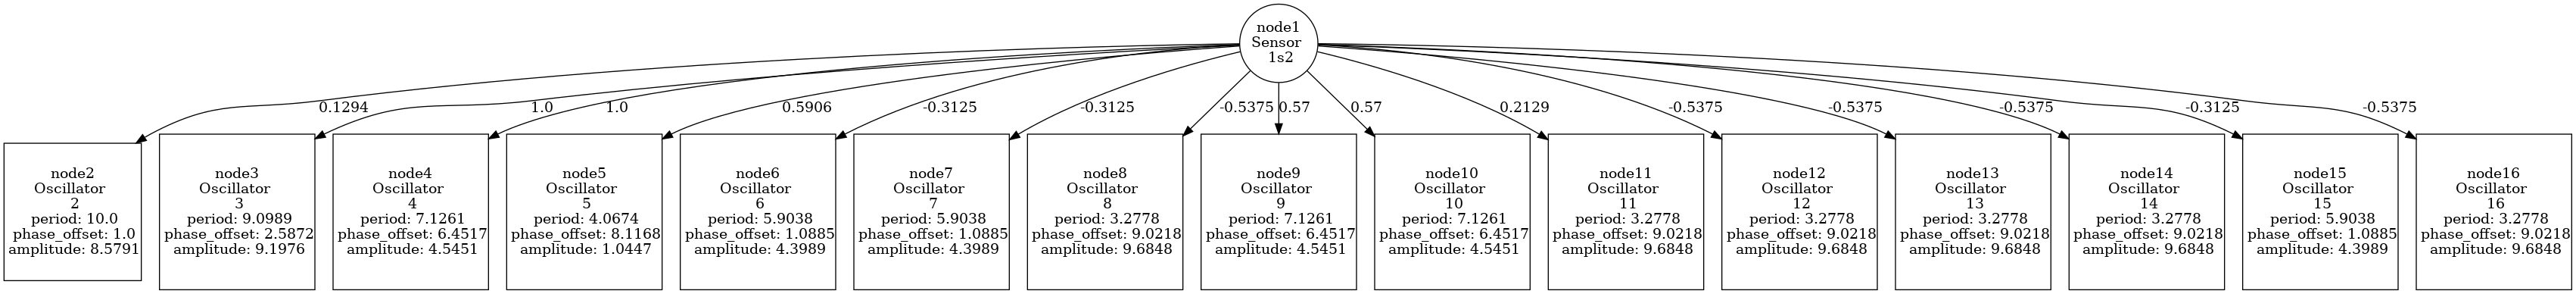 node1
Sensor
1s2
0.1294
1.0
1.0
0.5906
-0.3125
-0.3125
-0.5375
0.57
0.57
0.2129
-0.5375
-0.5375
-0.5375
-0.3125
-0.5375
node2
Oscillator
2
period: 10.0
phase_offset: 1.0
amplitude: 8.5791
node3
Oscillator
3
period: 9.0989
phase_offset: 2.5872
amplitude: 9.1976
node4
Oscillator
4
period: 7.1261
phase_offset: 6.4517
amplitude: 4.5451
node5
Oscillator
5
period: 4.0674
phase_offset: 8.1168
amplitude: 1.0447
node6
Oscillator
6
period: 5.9038
phase_offset: 1.0885
amplitude: 4.3989
node7
Oscillator
7
period: 5.9038
phase_offset: 1.0885
amplitude: 4.3989
node8
Oscillator
8
period: 3.2778
phase_offset: 9.0218
amplitude: 9.6848
node9
Oscillator
9
period: 7.1261
phase_offset: 6.4517
amplitude: 4.5451
node10
Oscillator
10
period: 7.1261
phase_offset: 6.4517
amplitude: 4.5451
node11
Oscillator
11
period: 3.2778
phase_offset: 9.0218
amplitude: 9.6848
node12
Oscillator
12
period: 3.2778
phase_offset: 9.0218
amplitude: 9.6848
node13
Oscillator
13
period: 3.2778
phase_offset: 9.0218
amplitude: 9.6848
node14
Oscillator
14
period: 3.2778
phase_offset: 9.0218
amplitude: 9.6848
node15
Oscillator
15
period: 5.9038
phase_offset: 1.0885
amplitude: 4.3989
node16
Oscillator
16
period: 3.2778
phase_offset: 9.0218
amplitude: 9.6848